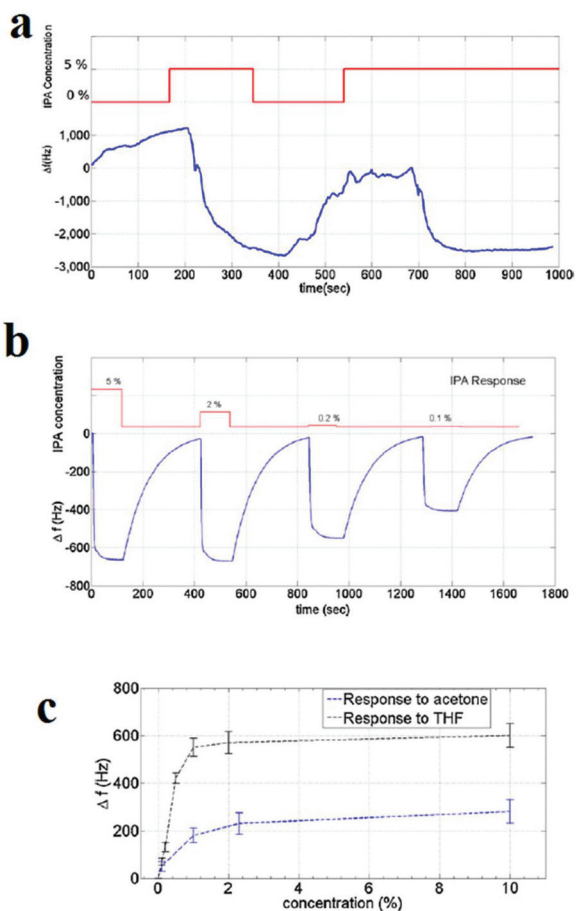 a
IPA Concentration
5 %
0 %
Δf(Hz)
1,000
0
-1,000
-2,000
-3,000
0 100 200 300 400 500 600 700 800 900 1000
time(sec)
b
IPA concentration
5 %
2 %
0.2 %
0.1 %
IPA Response
Δ f (Hz)
0
-200
-400
-600
-800
0 200 400 600 800 1000 1200 1400 1600 1800
time (sec)
c
Response to acetone
Response to THF
Δ f (Hz)
800
600
400
200
0
0 2 4 6 8 10
concentration (%)